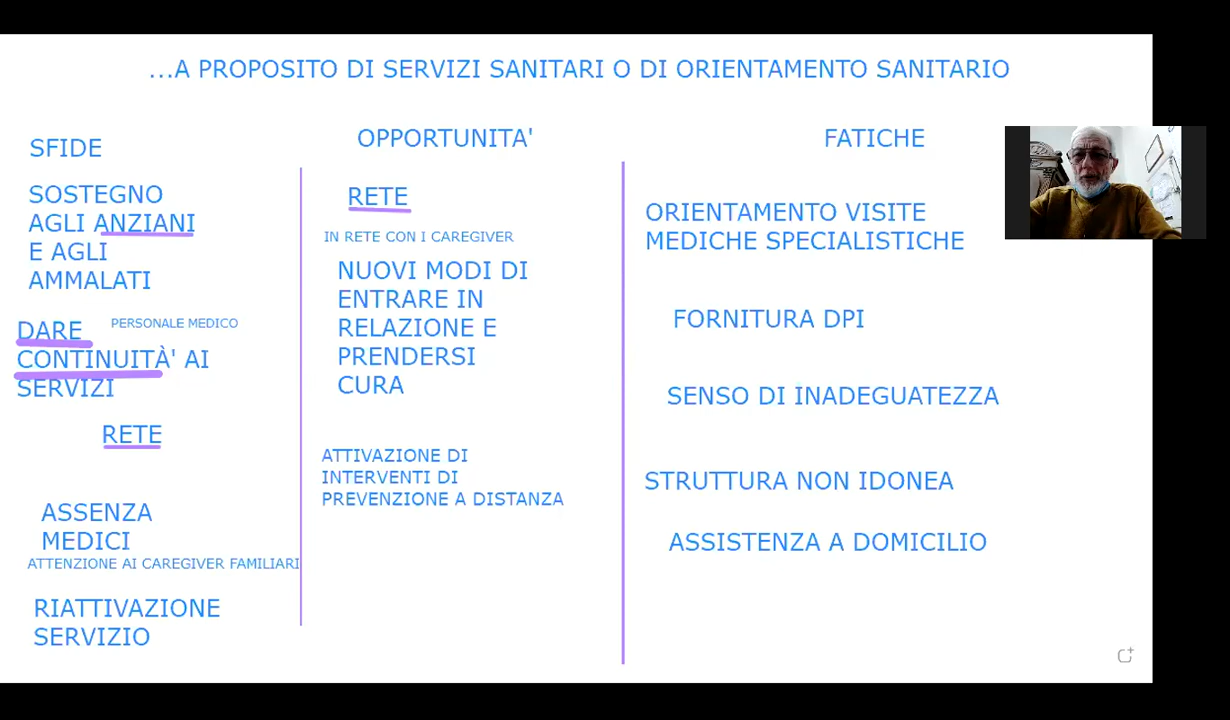 ...A PROPOSITO DI SERVIZI SANITARI O DI ORIENTAMENTO SANITARIO
SFIDE
SOSTEGNO
AGLI ANZIANI
E AGLI
AMMALATI
DARE
PERSONALE MEDICO
CONTINUITÀ' AI
SERVIZI
RETE
ASSENZA
MEDICI
ATTENZIONE AI CAREGIVER FAMILIARI
RIATTIVAZIONE
SERVIZIO
OPPORTUNITA'
RETE
IN RETE CON I CAREGIVER
NUOVI MODI DI
ENTRARE IN
RELAZIONE E
PRENDERSI
CURA
ATTIVAZIONE DI
INTERVENTI DI
PREVENZIONE A DISTANZA
FATICHE
ORIENTAMENTO VISITE
MEDICHE SPECIALISTICHE
FORNITURA DPI
SENSO DI INADEGUATEZZA
STRUTTURA NON IDONEA
ASSISTENZA A DOMICILIO